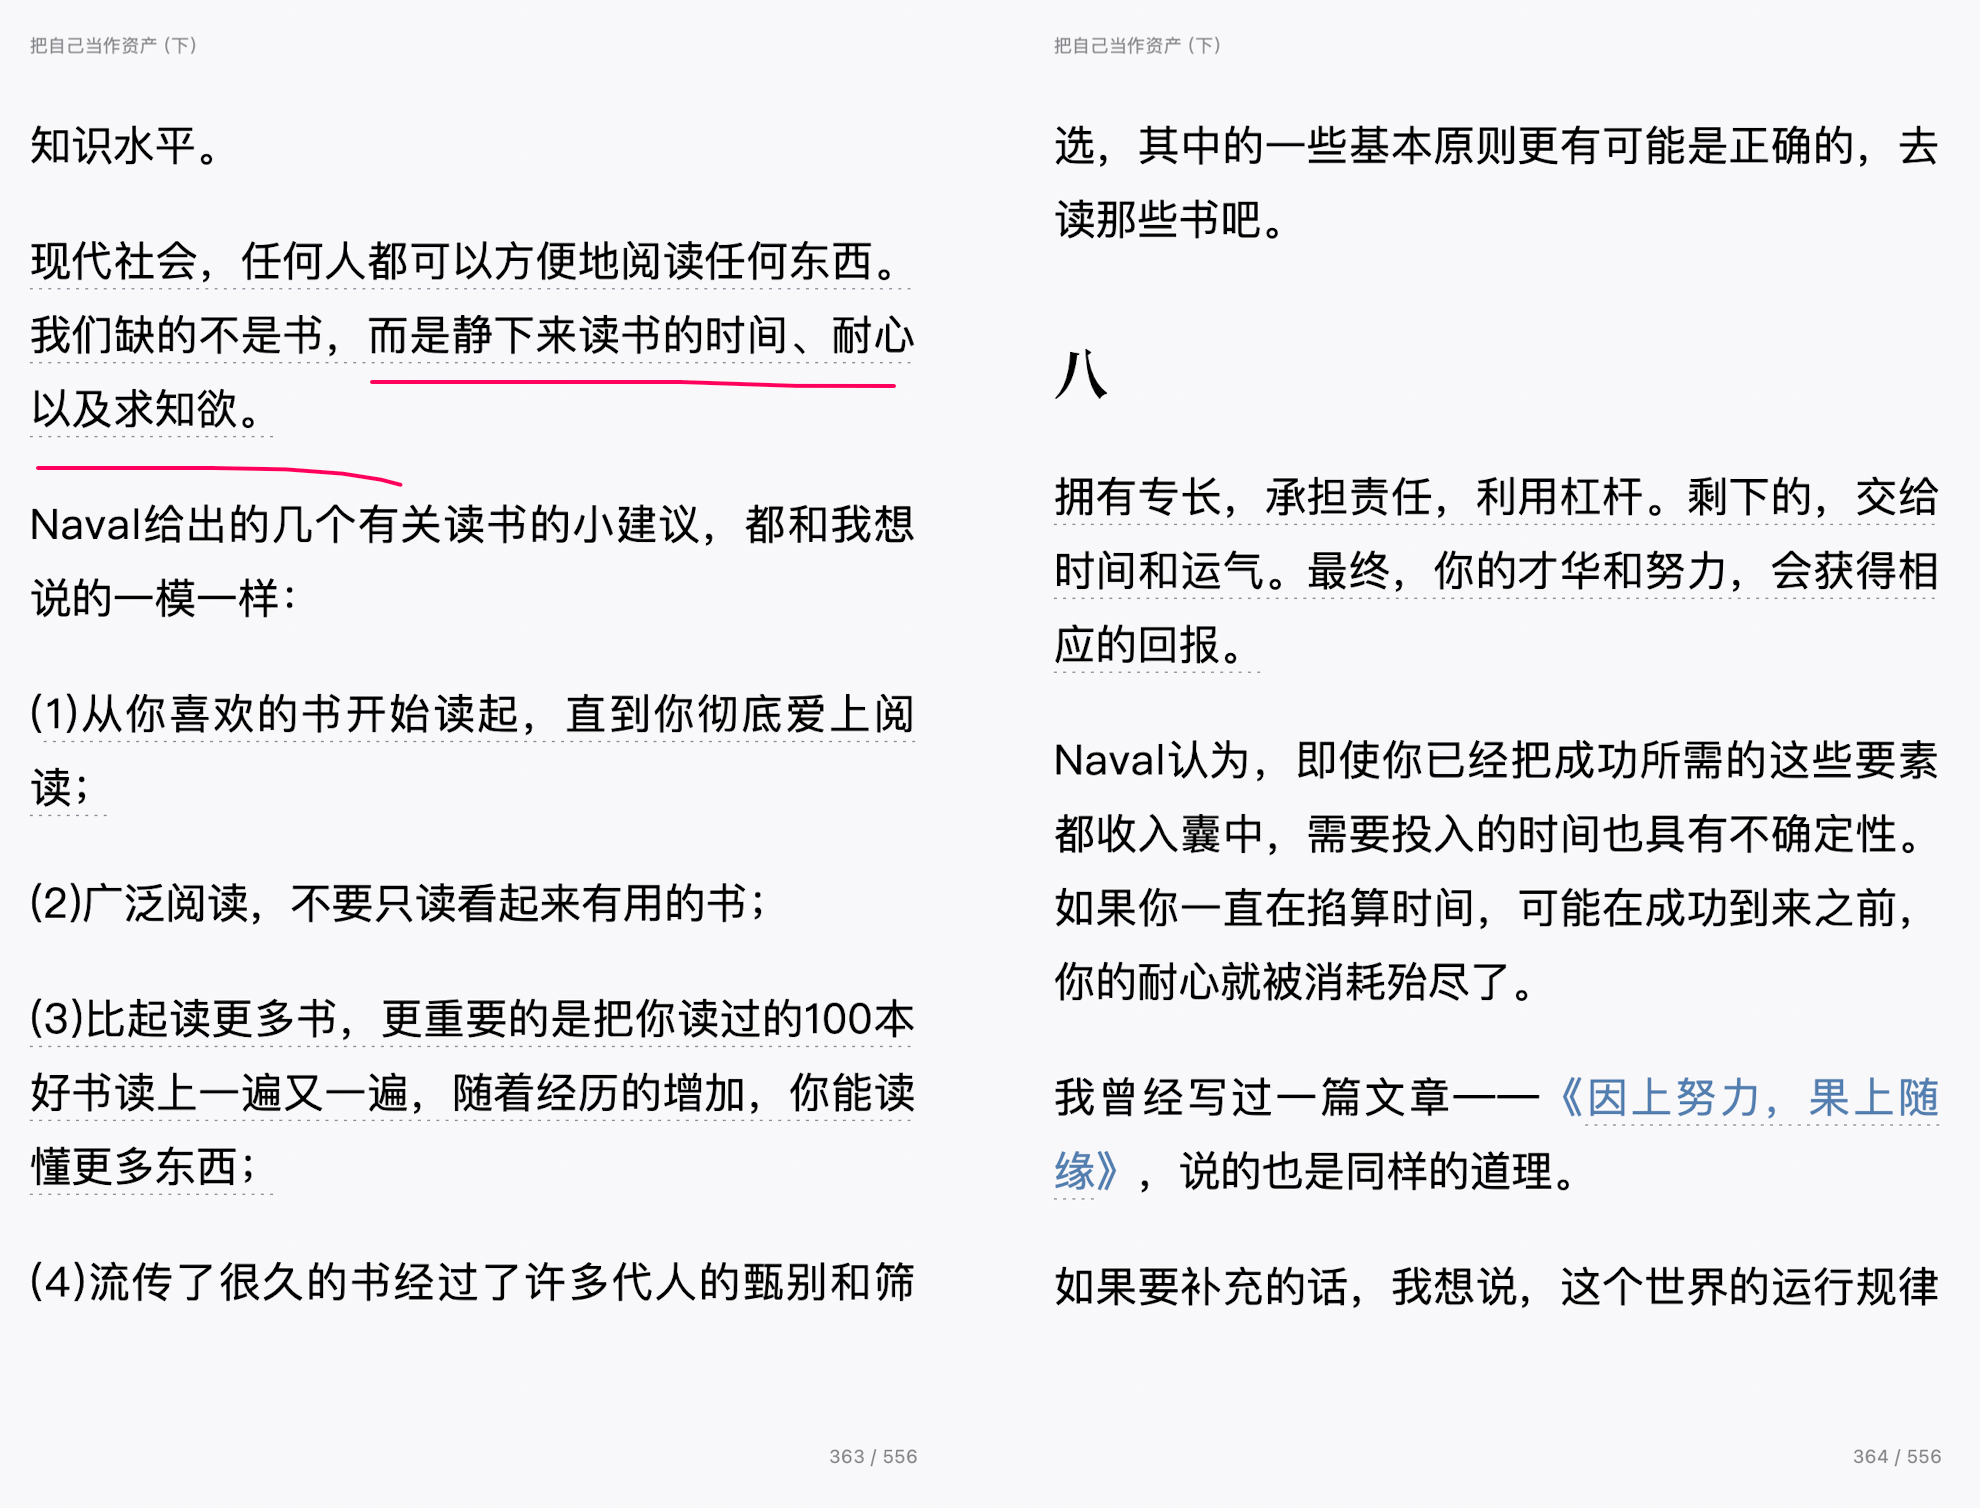 把自己当作资产 (下)
知识水平。
现代社会，任何人都可以方便地阅读任何东西。
我们缺的不是书，而是静下来读书的时间、耐心
以及求知欲。
Naval给出的几个有关读书的小建议，都和我想
说的一模一样：
(1)从你喜欢的书开始读起，直到你彻底爱上阅
读；
(2)广泛阅读，不要只读看起来有用的书；
(3)比起读更多书，更重要的是把你读过的100本
好书读上一遍又一遍，随着经历的增加，你能读
懂更多东西；
(4)流传了很久的书经过了许多代人的甄别和筛
363 / 556
把自己当作资产 (下)
选，其中的一些基本原则更有可能是正确的，去
读那些书吧。
八
拥有专长，承担责任，利用杠杆。剩下的，交给
时间和运气。最终，你的才华和努力，会获得相
应的回报。
Naval认为，即使你已经把成功所需的这些要素
都收入囊中，需要投入的时间也具有不确定性。
如果你一直在掐算时间，可能在成功到来之前，
你的耐心就被消耗殆尽了。
我曾经写过一篇文章——《因上努力，果上随
缘》，说的也是同样的道理。
如果要补充的话，我想说，这个世界的运行规律
364 / 556